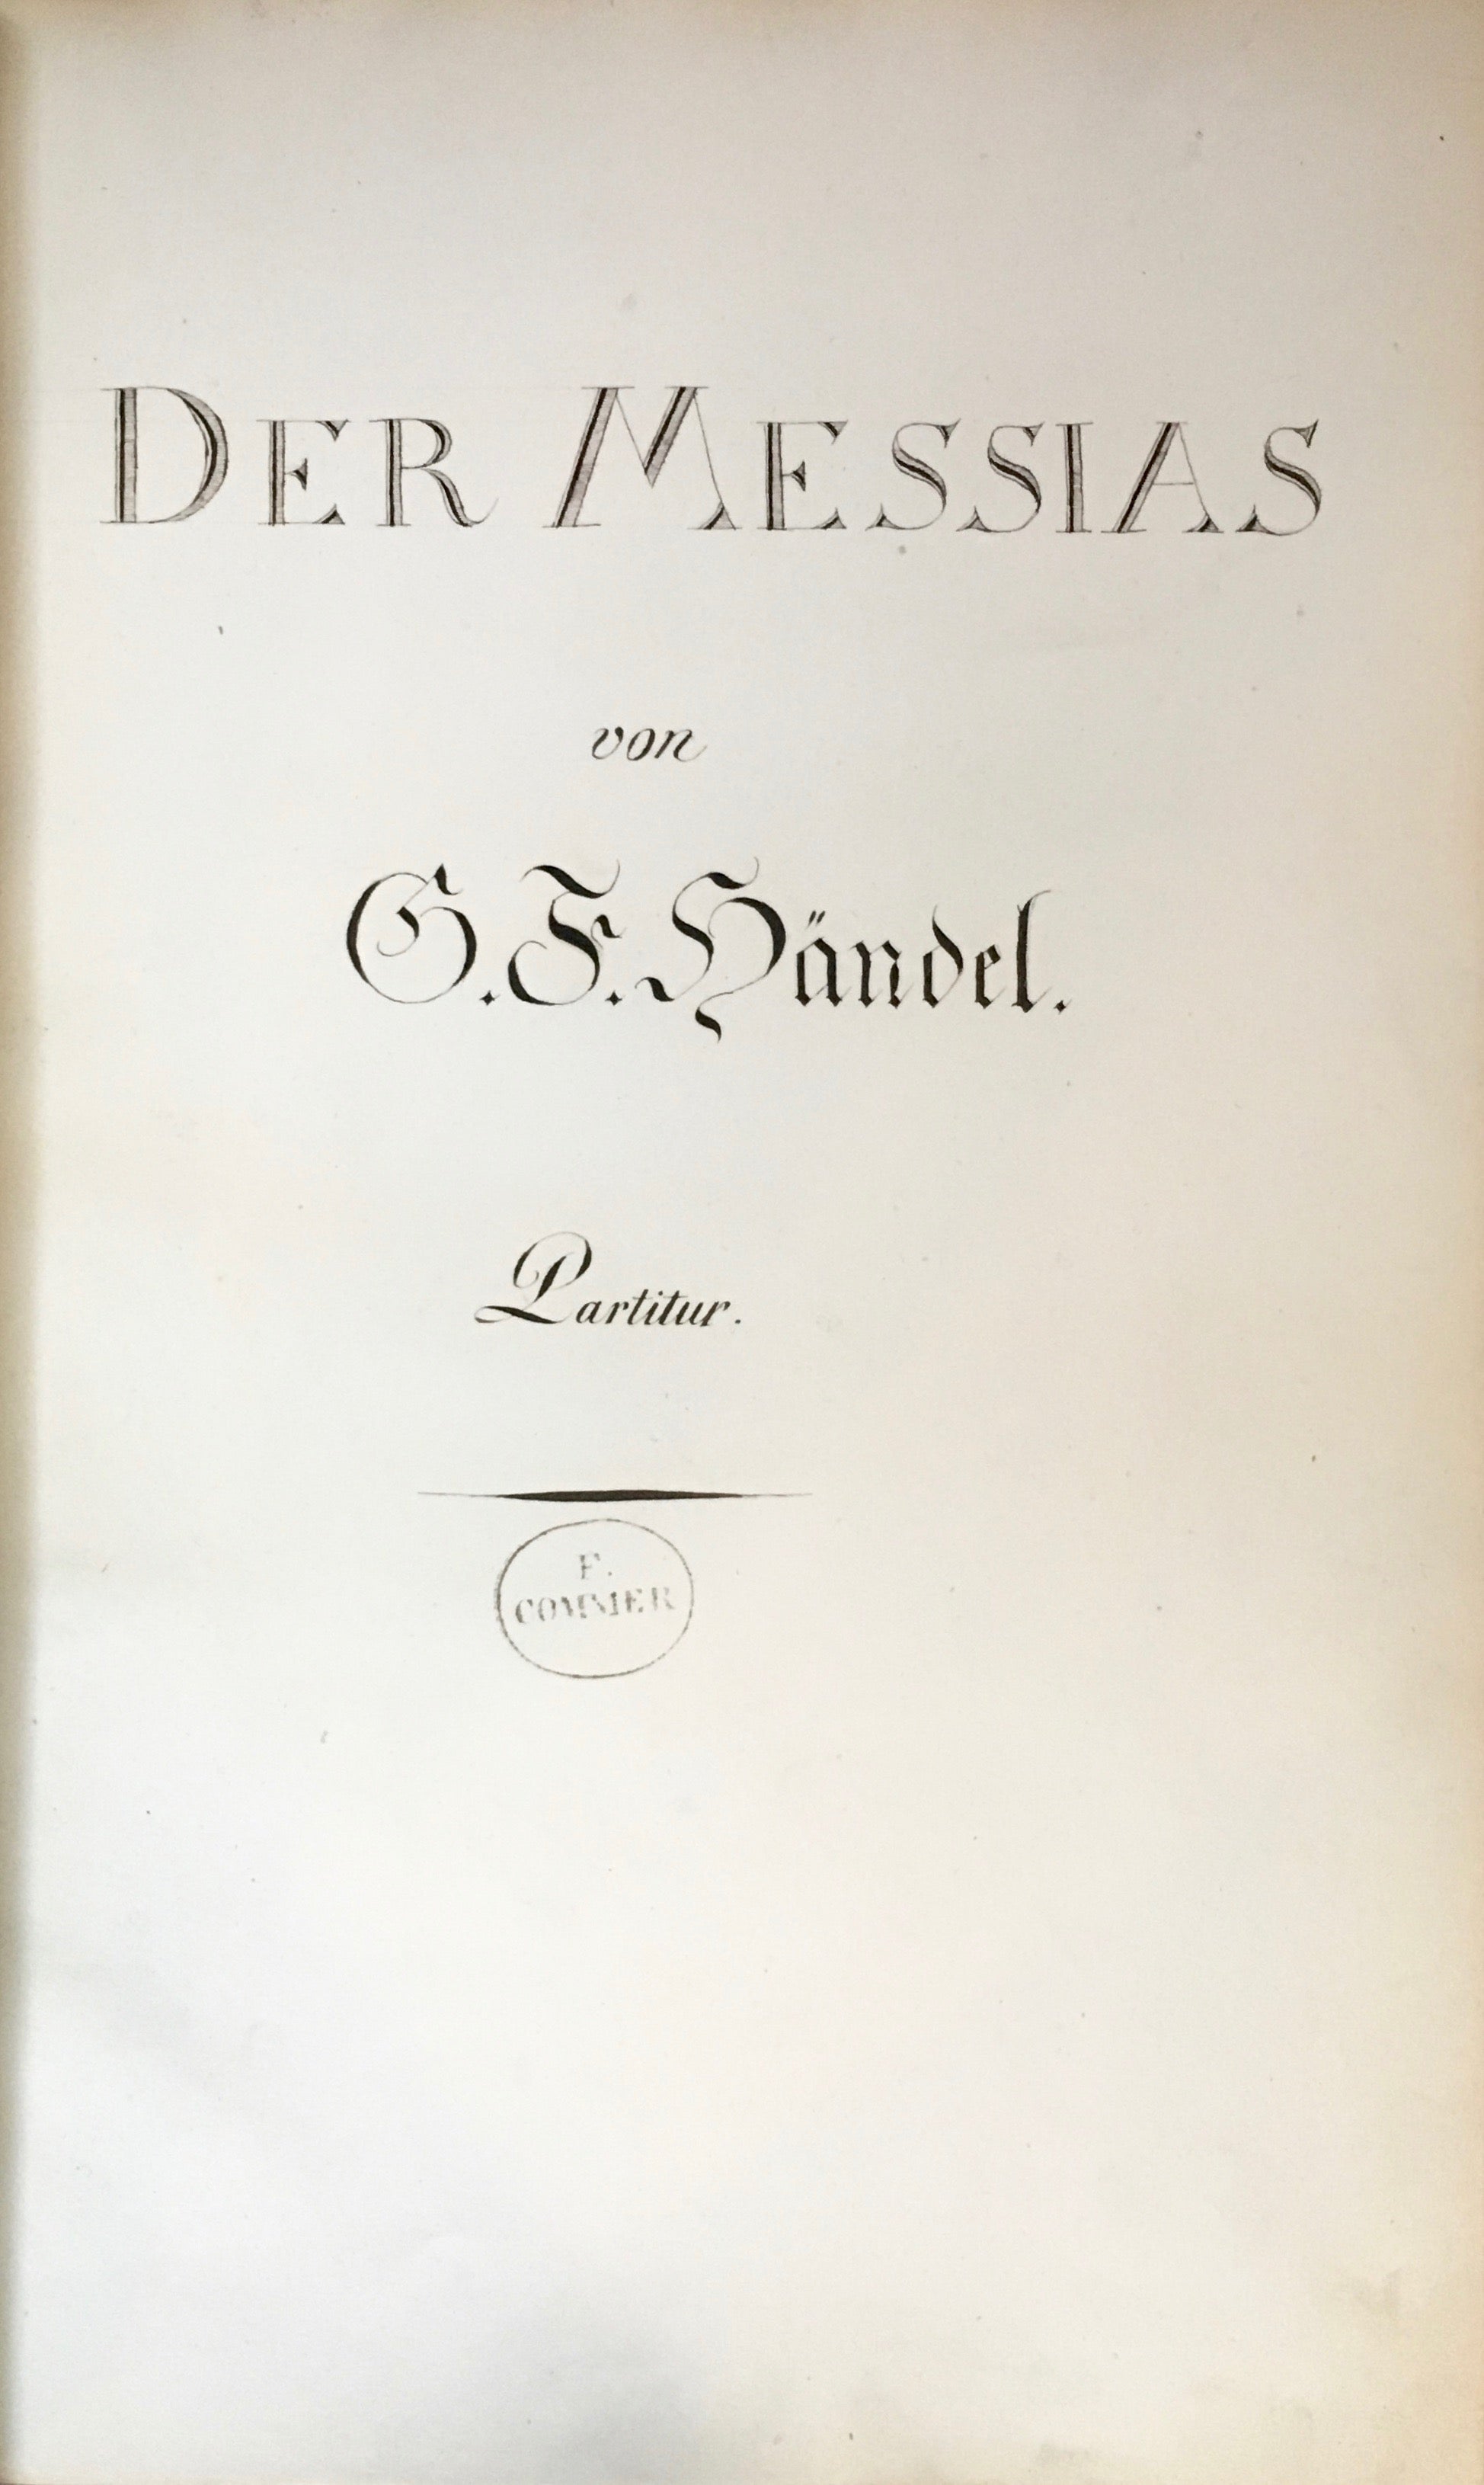 DER MESSIAS
von
G. F. Händel.
Partitur.
F.
COMMER